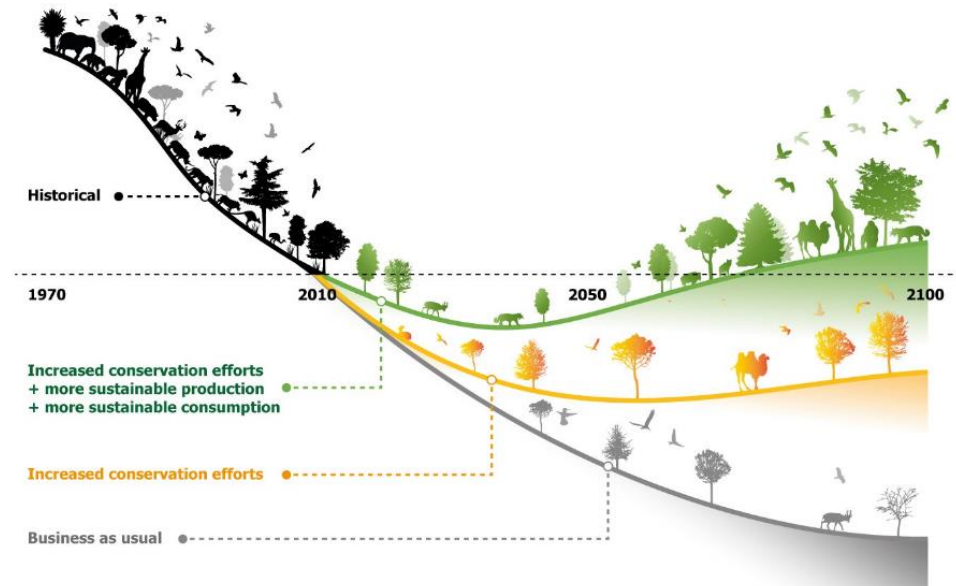 Historical
1970 2010 2050 2100
Increased conservation efforts
+ more sustainable production
+ more sustainable consumption
Increased conservation efforts
Business as usual